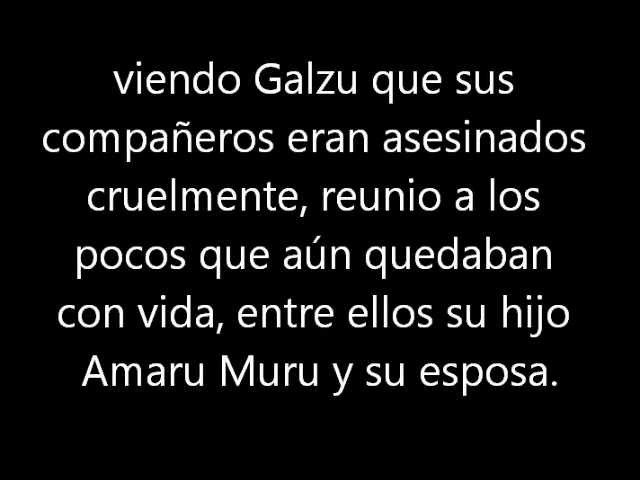 viendo Galzu que sus
compañeros eran asesinados
cruelmente, reunio a los
pocos que aún quedaban
con vida, entre ellos su hijo
Amaru Muru y su esposa.